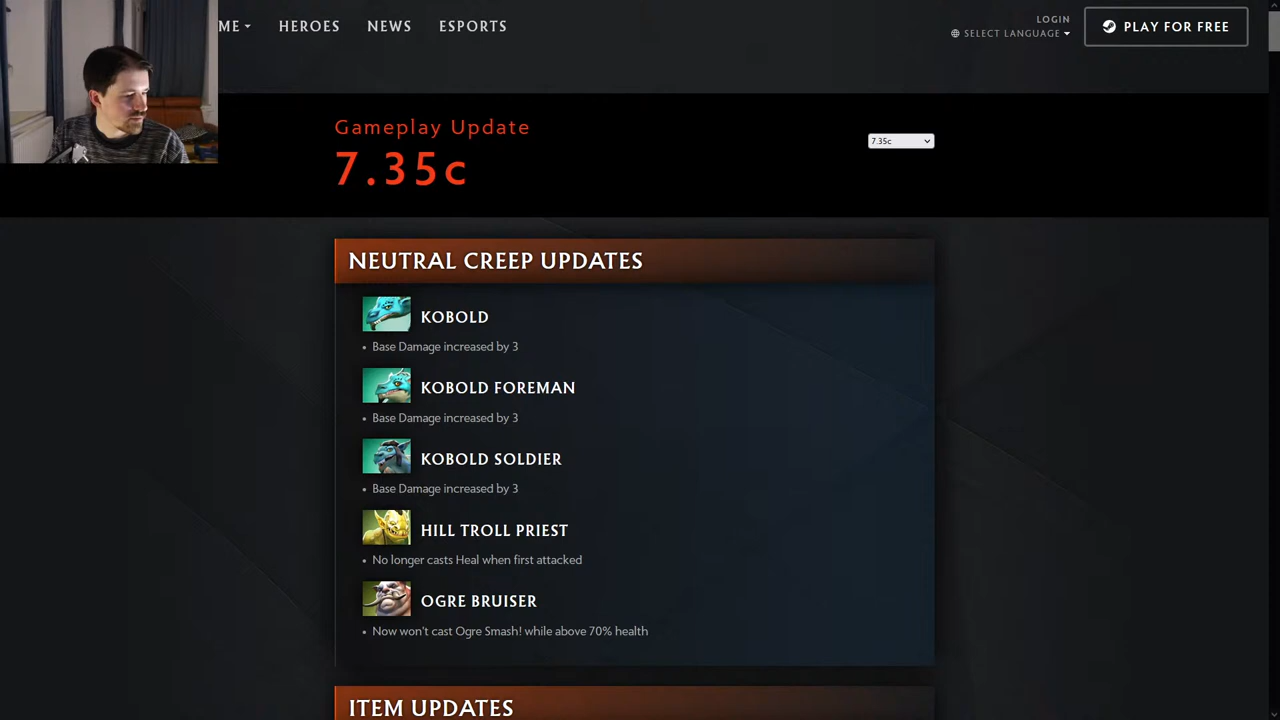 ME
HEROES
NEWS
ESPORTS
LOGIN
SELECT LANGUAGE
PLAY FOR FREE
Gameplay Update
7.35c
7.35c
NEUTRAL CREEP UPDATES
KOBOLD
• Base Damage increased by 3
KOBOLD FOREMAN
• Base Damage increased by 3
KOBOLD SOLDIER
• Base Damage increased by 3
HILL TROLL PRIEST
• No longer casts Heal when first attacked
OGRE BRUISER
• Now won't cast Ogre Smash! while above 70% health
ITEM UPDATES